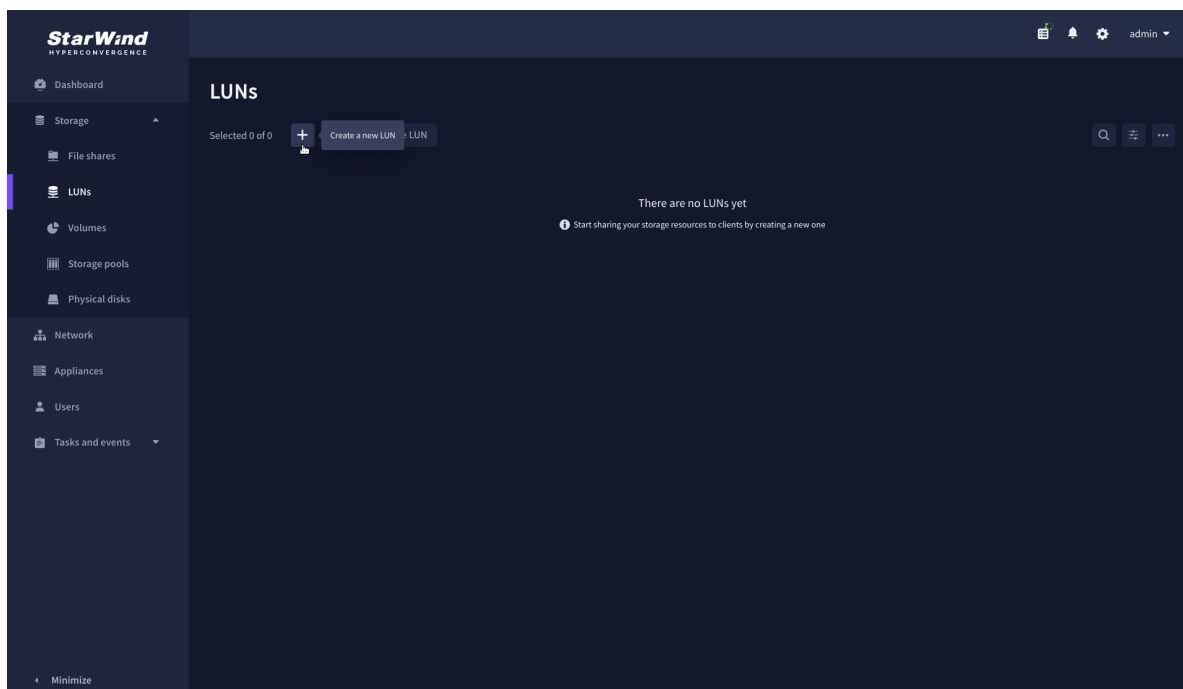 StarWind
HYPERCONVERGENCE
admin
Dashboard
Storage
File shares
LUNs
Volumes
Storage pools
Physical disks
Network
Appliances
Users
Tasks and events
Minimize
LUNs
Selected 0 of 0
Create a new LUN
LUN
There are no LUNs yet
Start sharing your storage resources to clients by creating a new one